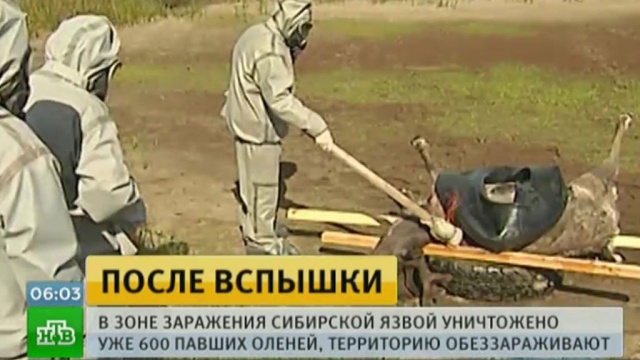 ПОСЛЕ ВСПЫШКИ
06:03
В ЗОНЕ ЗАРАЖЕНИЯ СИБИРСКОЙ ЯЗВОЙ УНИЧТОЖЕНО
НТВ
УЖЕ 600 ПАВШИХ ОЛЕНЕЙ, ТЕРРИТОРИЮ ОБЕЗЗАРАЖИВАЮТ